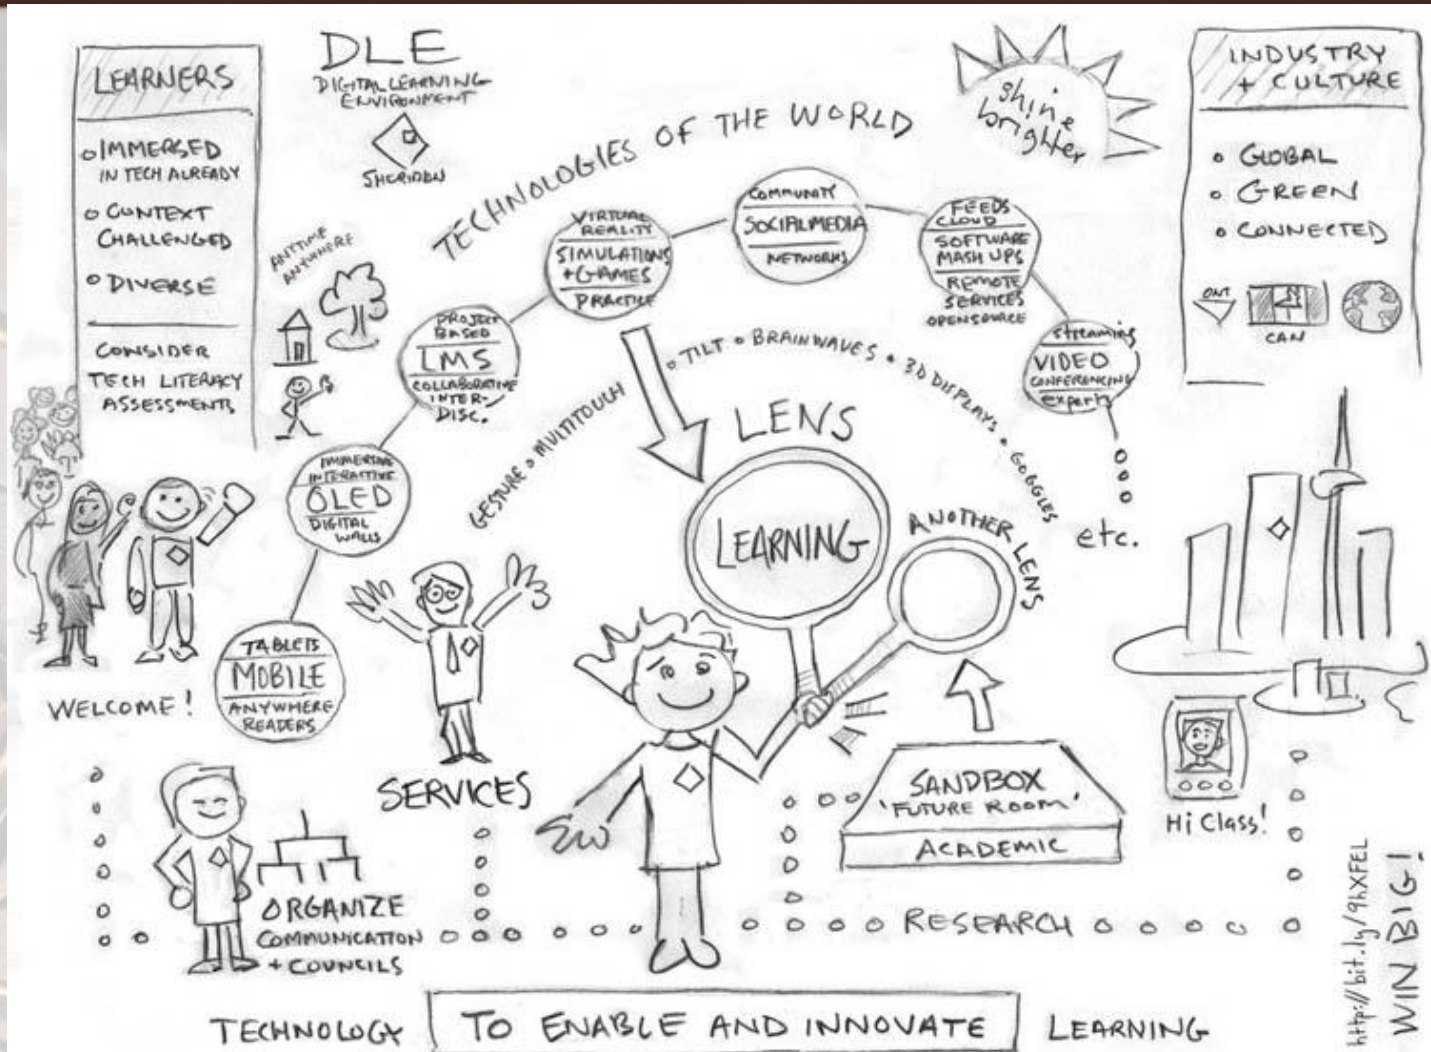 LEARNERS
IMMERSED
IN TECH ALREADY
CONTEXT
CHALLENGED
DIVERSE
CONSIDER
TECH LITERACY
ASSESSMENTS
DLE
DIGITAL LEARNING
ENVIRONMENT
SHERIDAN
ANYTIME
ANYWHERE
TECHNOLOGIES OF THE WORLD
shine
brighter
INDUSTRY
+ CULTURE
GLOBAL
GREEN
CONNECTED
ONT
CAN
TABLETS
MOBILE
ANYWHERE
READERS
IMMERSIVE
INTERACTIVE
OLED
DIGITAL
WALLS
PROJECT
BASED
LMS
COLLABORATIVE
INTER-
DISC.
VIRTUAL
REALITY
SIMULATIONS
+ GAMES
PRACTICE
COMMUNITY
SOCIAL MEDIA
NETWORKS
FEEDS
CLOUD
SOFTWARE
MASH UPS
REMOTE
SERVICES
OPENSOURCE
streaming
VIDEO
CONFERENCING
experts
etc.
GESTURE • MULTITOUCH • TILT • BRAINWAVES • 3D DISPLAYS • GOGGLES
LENS
LEARNING
ANOTHER LENS
WELCOME!
SERVICES
ORGANIZE
COMMUNICATION
+ COUNCILS
SANDBOX
'FUTURE ROOM'
ACADEMIC
RESEARCH
Hi Class!
http://bit.ly/9hXFEL
WIN BIG!
TECHNOLOGY TO ENABLE AND INNOVATE LEARNING